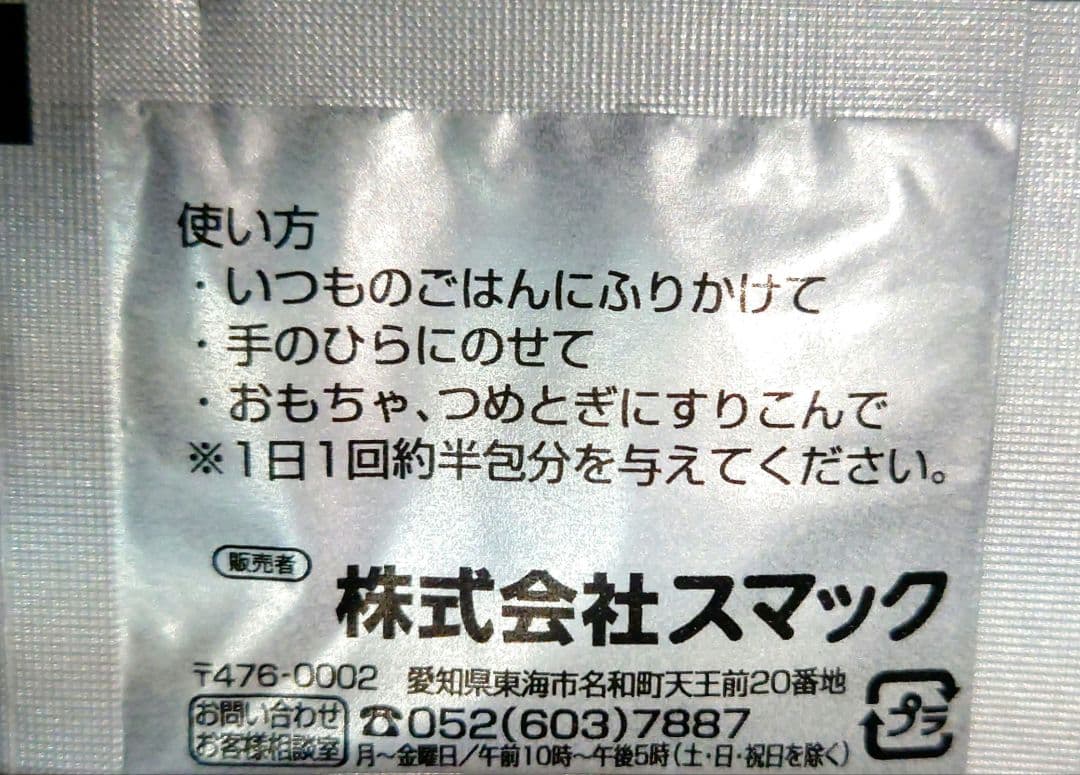 使い方
・いつものごはんにふりかけて
・手のひらにのせて
・おもちゃ、つめとぎにすりこんで
※1日1回約半包分を与えてください。
販売者
株式会社スマック
〒476-0002 愛知県東海市名和町天王前20番地
お問い合わせ
お客様相談室
☎052(603)7887
月〜金曜日/午前10時〜午後5時(土・日・祝日を除く)
プラ